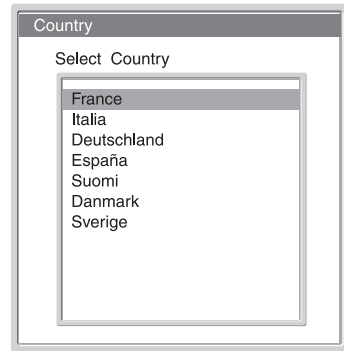 Country
Select Country
France
Italia
Deutschland
España
Suomi
Danmark
Sverige